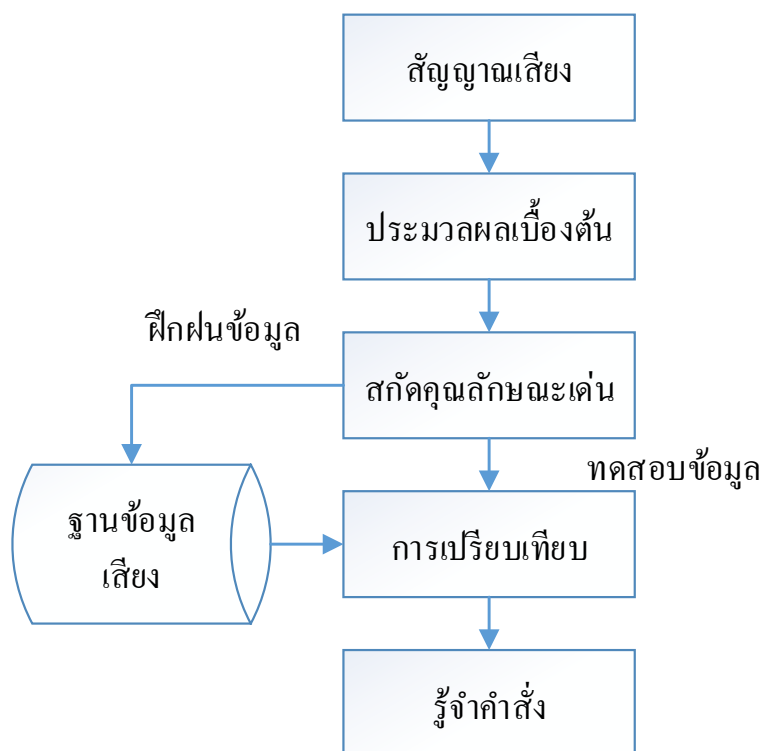 สัญญาณเสียง
ประมวลผลเบื้องต้น
ฝึกฝนข้อมูล
สกัดคุณลักษณะเด่น
ทดสอบข้อมูล
ฐานข้อมูล
เสียง
การเปรียบเทียบ
รู้จำคำสั่ง